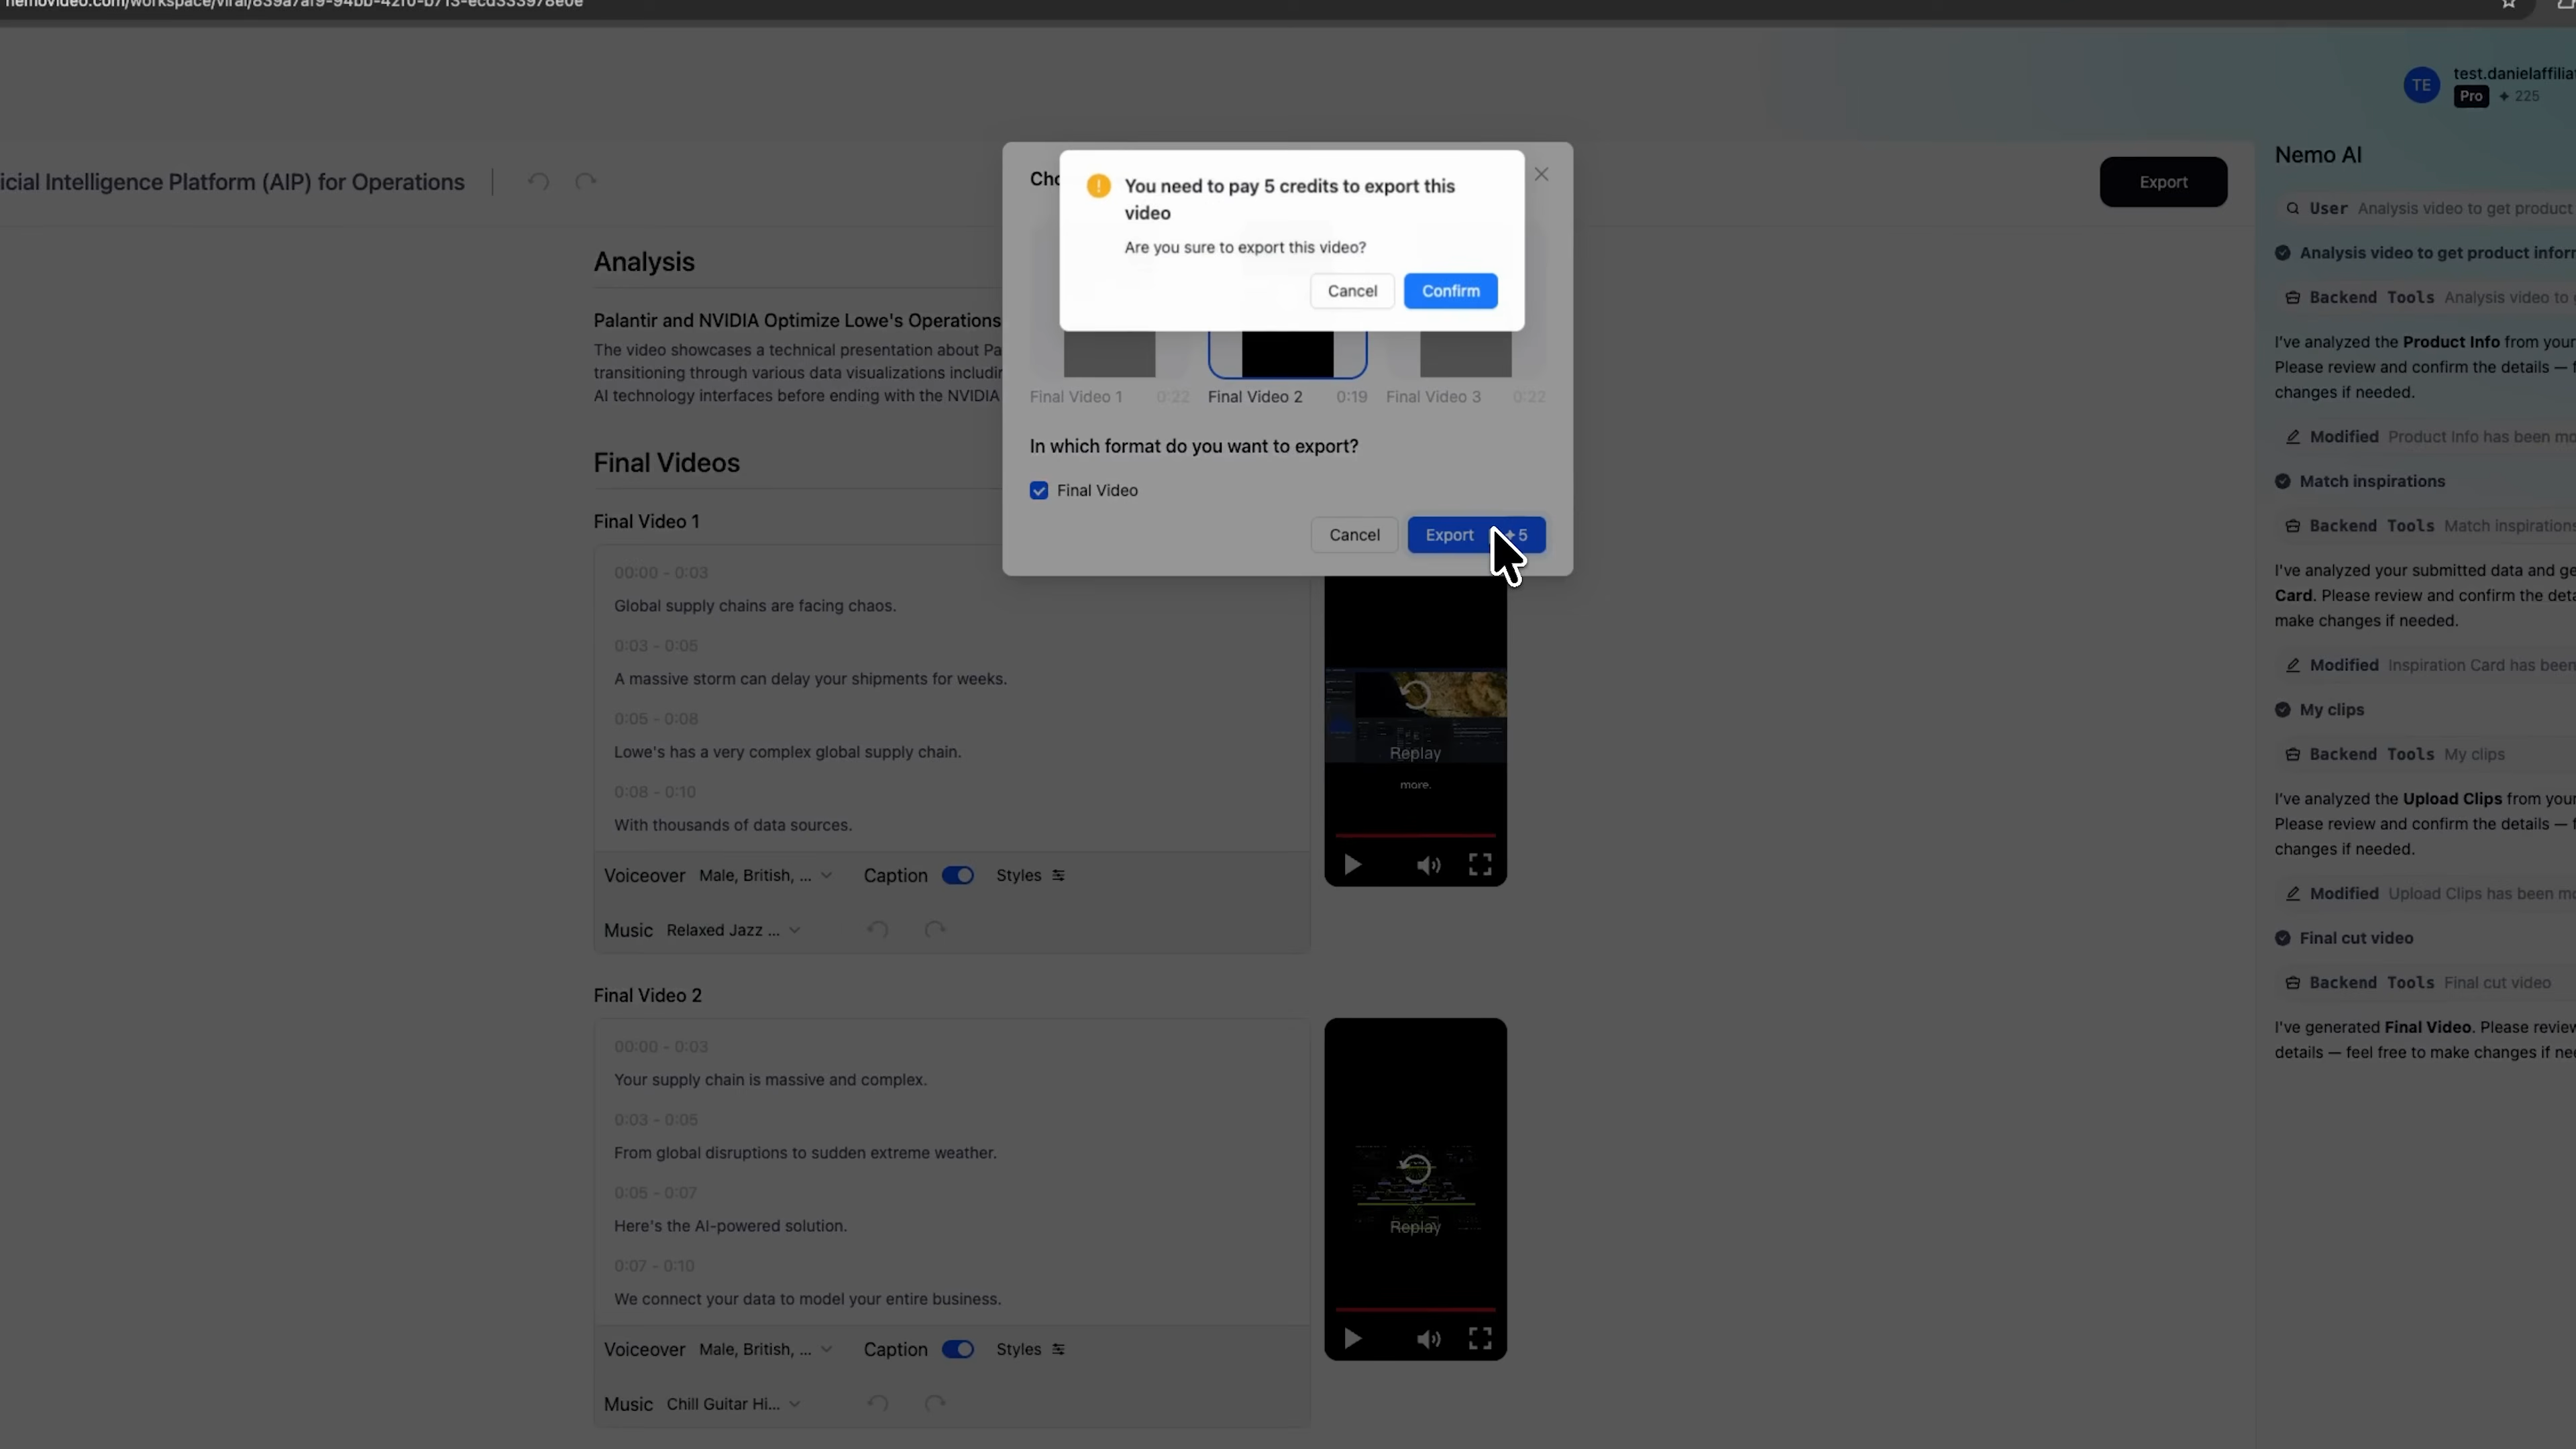 nemovideo.com/workspace/viral/839a7af9-94bb-42f0-b713-ecd333978e0e
TE
test.danielaffiliat
Pro
225
icial Intelligence Platform (AIP) for Operations
Export
Analysis
Palantir and NVIDIA Optimize Lowe's Operations
The video showcases a technical presentation about Pa
transitioning through various data visualizations includin
AI technology interfaces before ending with the NVIDIA
Final Videos
Final Video 1
00:00 - 0:03
Global supply chains are facing chaos.
0:03 - 0:05
A massive storm can delay your shipments for weeks.
0:05 - 0:08
Lowe's has a very complex global supply chain.
0:08 - 0:10
With thousands of data sources.
Voiceover Male, British, ... Caption Styles
Music Relaxed Jazz ...
Replay
more.
Final Video 2
00:00 - 0:03
Your supply chain is massive and complex.
0:03 - 0:05
From global disruptions to sudden extreme weather.
0:05 - 0:07
Here's the AI-powered solution.
0:07 - 0:10
We connect your data to model your entire business.
Voiceover Male, British, ... Caption Styles
Music Chill Guitar Hi...
Replay
Cho
You need to pay 5 credits to export this
video
Are you sure to export this video?
Cancel Confirm
Final Video 1 0:22 Final Video 2 0:19 Final Video 3 0:22
In which format do you want to export?
Final Video
Cancel Export 5
Nemo AI
User Analysis video to get product
Analysis video to get product inform
Backend Tools Analysis video to g
I've analyzed the Product Info from your
Please review and confirm the details — f
changes if needed.
Modified Product Info has been mo
Match inspirations
Backend Tools Match inspirations
I've analyzed your submitted data and ge
Card. Please review and confirm the deta
make changes if needed.
Modified Inspiration Card has been
My clips
Backend Tools My clips
I've analyzed the Upload Clips from your
Please review and confirm the details — f
changes if needed.
Modified Upload Clips has been mo
Final cut video
Backend Tools Final cut video
I've generated Final Video. Please review
details — feel free to make changes if nee